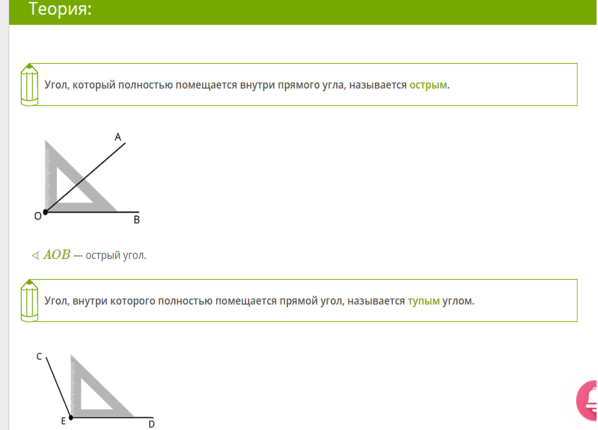 Теория:
Угол, который полностью помещается внутри прямого угла, называется острым.
A
O
B
∢ AOB — острый угол.
Угол, внутри которого полностью помещается прямой угол, называется тупым углом.
C
E
D